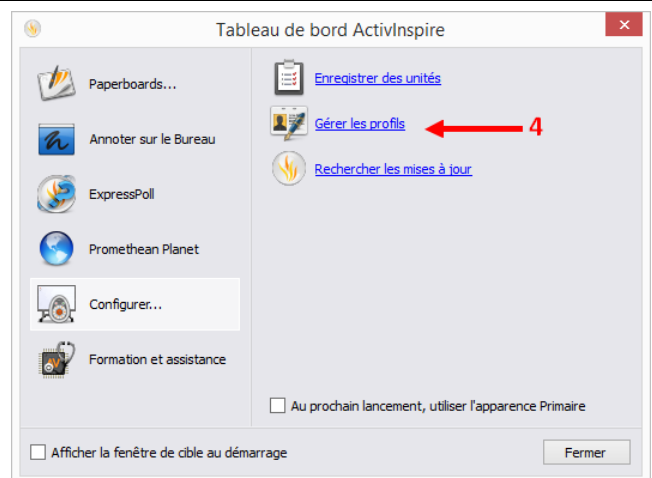 Tableau de bord ActivInspire
Paperboards...
Annoter sur le Bureau
ExpressPoll
Promethean Planet
Configurer...
Formation et assistance
Enregistrer des unités
Gérer les profils
4
Rechercher les mises à jour
Au prochain lancement, utiliser l'apparence Primaire
Afficher la fenêtre de cible au démarrage
Fermer